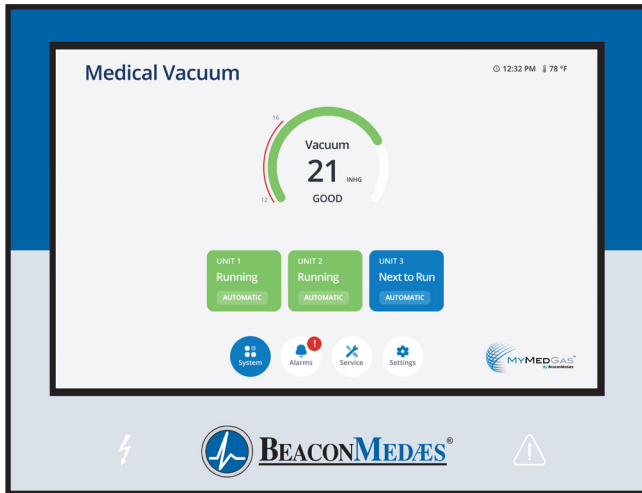 Medical Vacuum
12:32 PM 78 °F
16
Vacuum
21 INHG
12
GOOD
UNIT 1
Running
AUTOMATIC
UNIT 2
Running
AUTOMATIC
UNIT 3
Next to Run
AUTOMATIC
System
Alarms
!
Service
Settings
MYMEDGAS
By BeaconMedaes
BEACONMEDÆS®